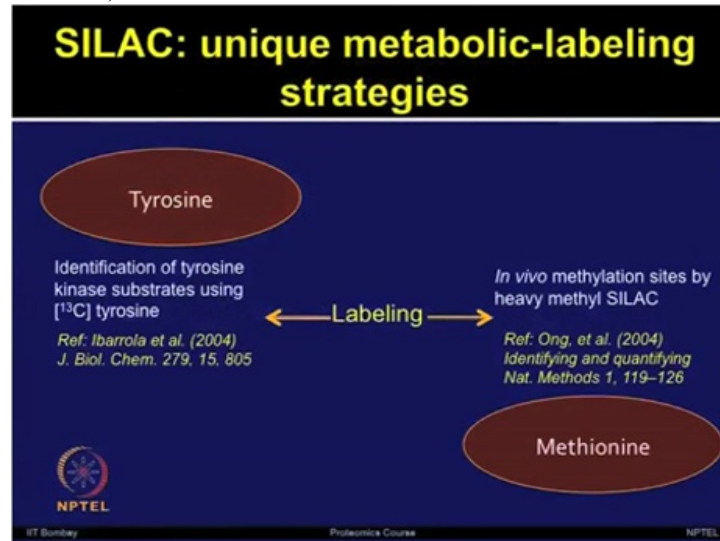 SILAC: unique metabolic-labeling
strategies
Tyrosine
Identification of tyrosine
kinase substrates using
[¹³C] tyrosine
Ref: Ibarrola et al. (2004)
J. Biol. Chem. 279, 15, 805
Labeling
In vivo methylation sites by
heavy methyl SILAC
Ref: Ong, et al. (2004)
Identifying and quantifying
Nat. Methods 1, 119–126
Methionine
NPTEL
IIT Bombay
Proteomics Course
NPTEL